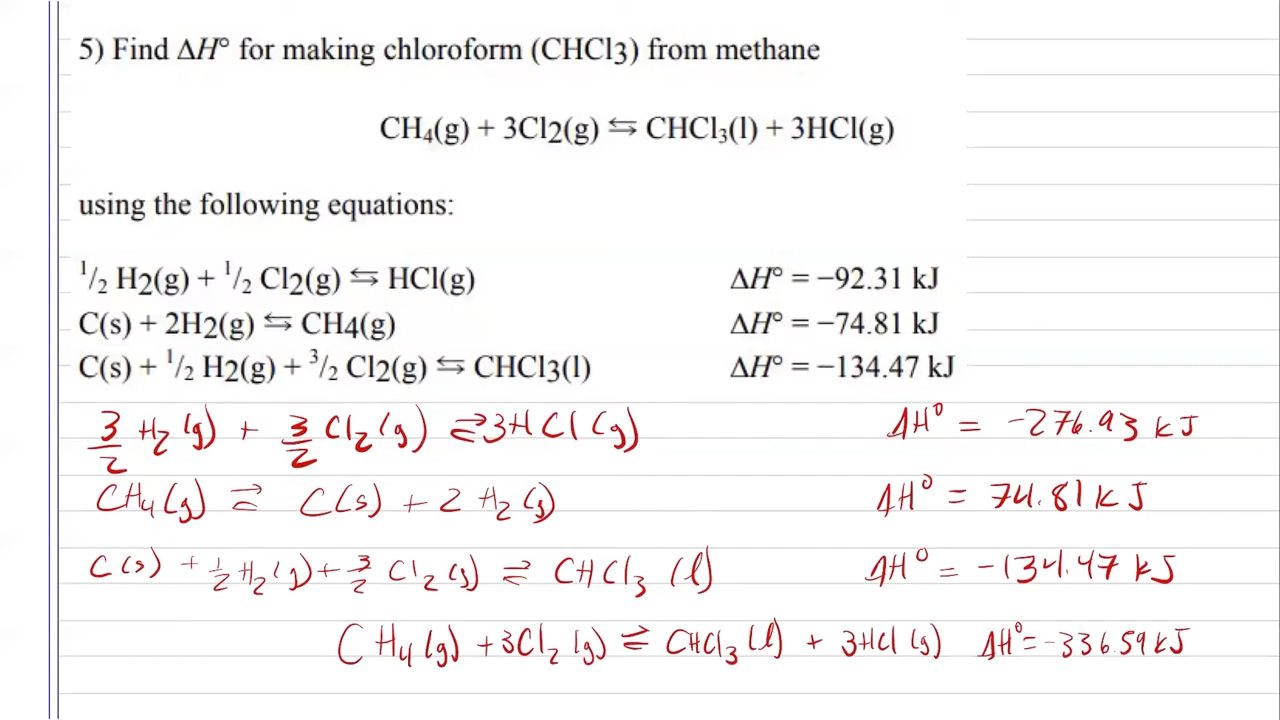 5) Find ΔH° for making chloroform (CHCl3) from methane
CH₄(g) + 3Cl2(g) ⇆ CHCl₃(l) + 3HCl(g)
using the following equations:
¹/₂ H2(g) + ¹/₂ Cl2(g) ⇆ HCl(g) ΔH° = −92.31 kJ
C(s) + 2H2(g) ⇆ CH4(g) ΔH° = −74.81 kJ
C(s) + ¹/₂ H2(g) + ³/₂ Cl2(g) ⇆ CHCl3(l) ΔH° = −134.47 kJ
3/2 H₂(g) + 3/2 Cl₂(g) ⇌ 3HCl(g) ΔH° = -276.93 kJ
CH₄(g) ⇌ C(s) + 2 H₂(g) ΔH° = 74.81 kJ
C(s) + 1/2 H₂(g) + 3/2 Cl₂(g) ⇌ CHCl₃(l) ΔH° = -134.47 kJ
CH₄(g) + 3Cl₂(g) ⇌ CHCl₃(l) + 3HCl(g) ΔH° = -336.59 kJ